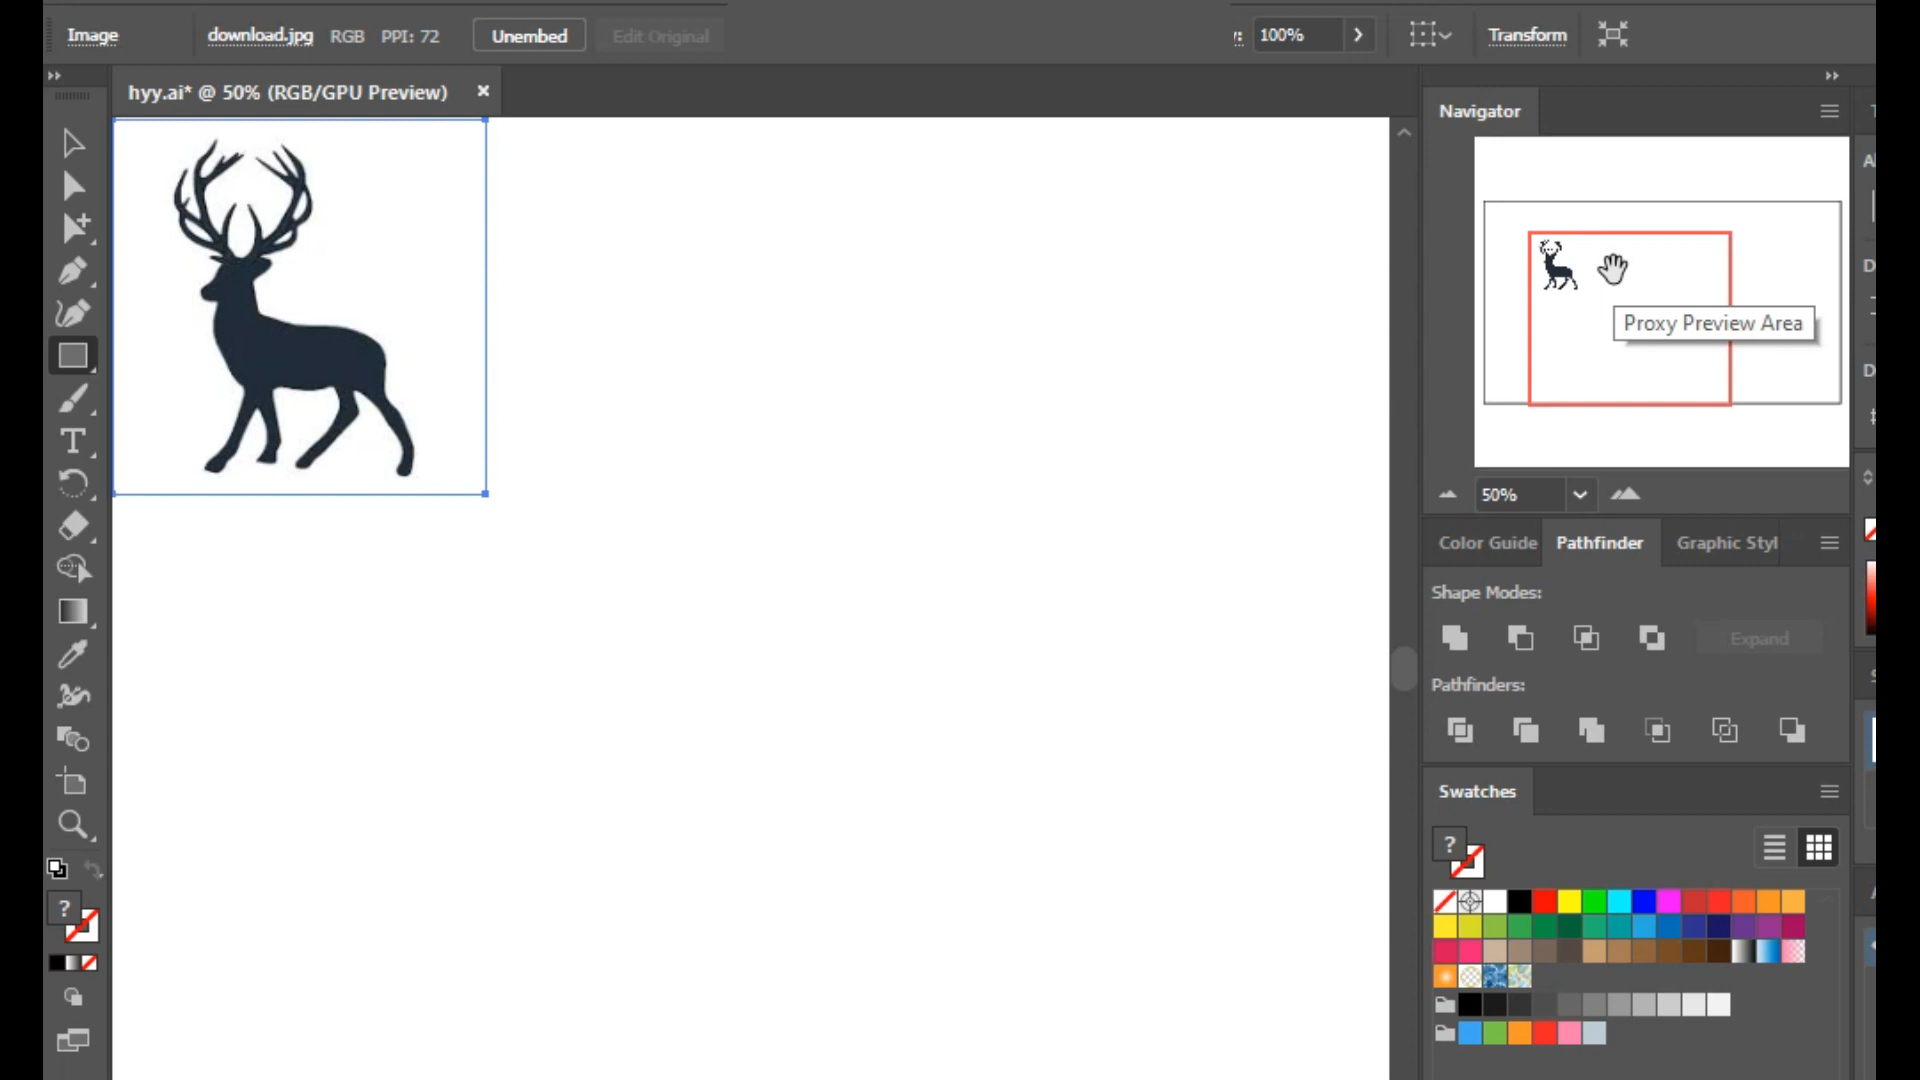 Image download.jpg RGB PPI: 72 Unembed Edit Original 100% Transform
hyy.ai* @ 50% (RGB/GPU Preview)
Navigator
Proxy Preview Area
50%
Color Guide Pathfinder Graphic Styl
Shape Modes:
Expand
Pathfinders:
Swatches
?
?